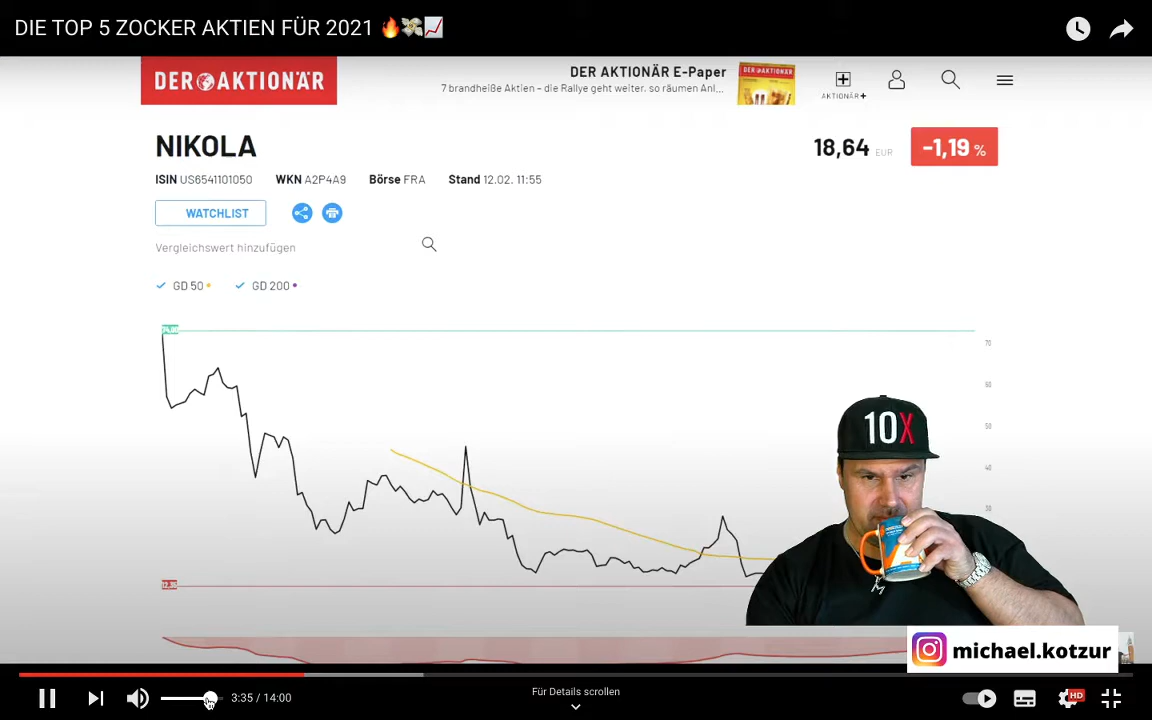 DIE TOP 5 ZOCKER AKTIEN FÜR 2021 🔥💸📈
DER AKTIONÄR
DER AKTIONÄR E-Paper
7 brandheiße Aktien – die Rallye geht weiter, so räumen Anl...
DER AKTIONÄR
AKTIONÄR+
NIKOLA
18,64 EUR
-1,19 %
ISIN US6541101050 WKN A2P4A9 Börse FRA Stand 12.02. 11:55
WATCHLIST
Vergleichswert hinzufügen
GD 50
GD 200
70
60
50
40
30
10X
michael.kotzur
3:35 / 14:00
Für Details scrollen
HD